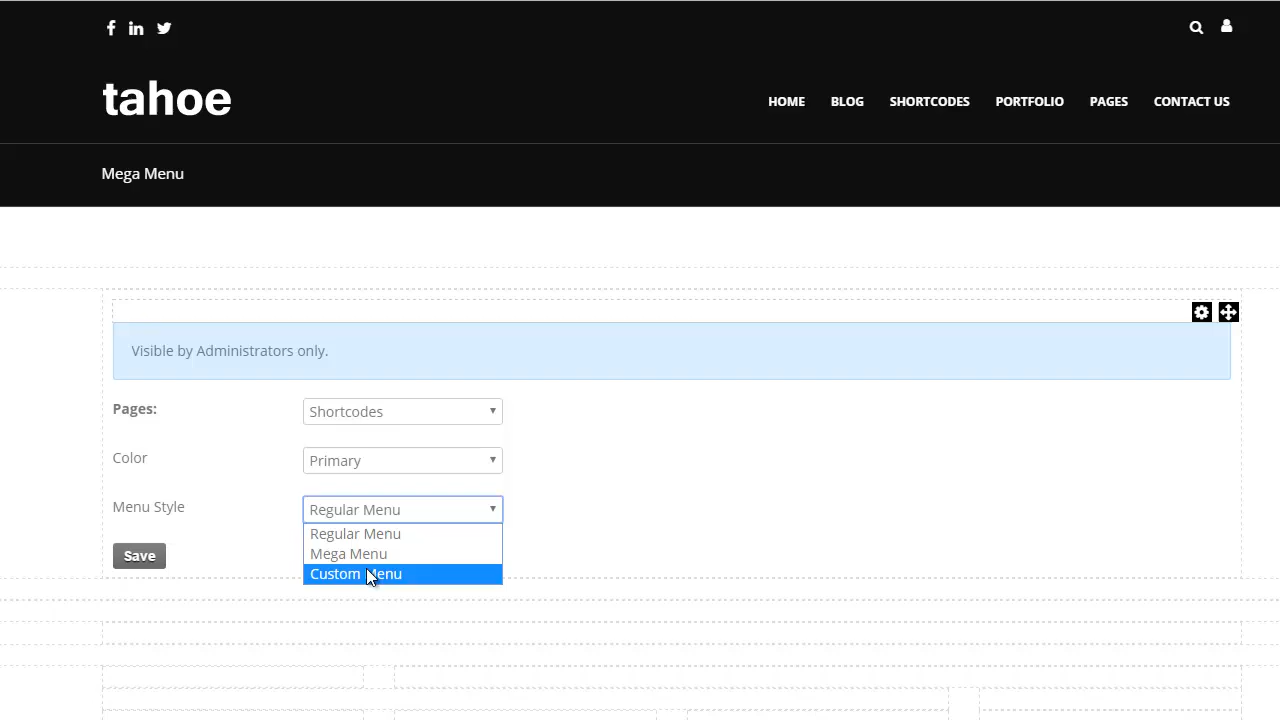 tahoe
HOME BLOG SHORTCODES PORTFOLIO PAGES CONTACT US
Mega Menu
Visible by Administrators only.
Pages: Shortcodes
Color Primary
Menu Style Regular Menu
Regular Menu
Mega Menu
Custom Menu
Save